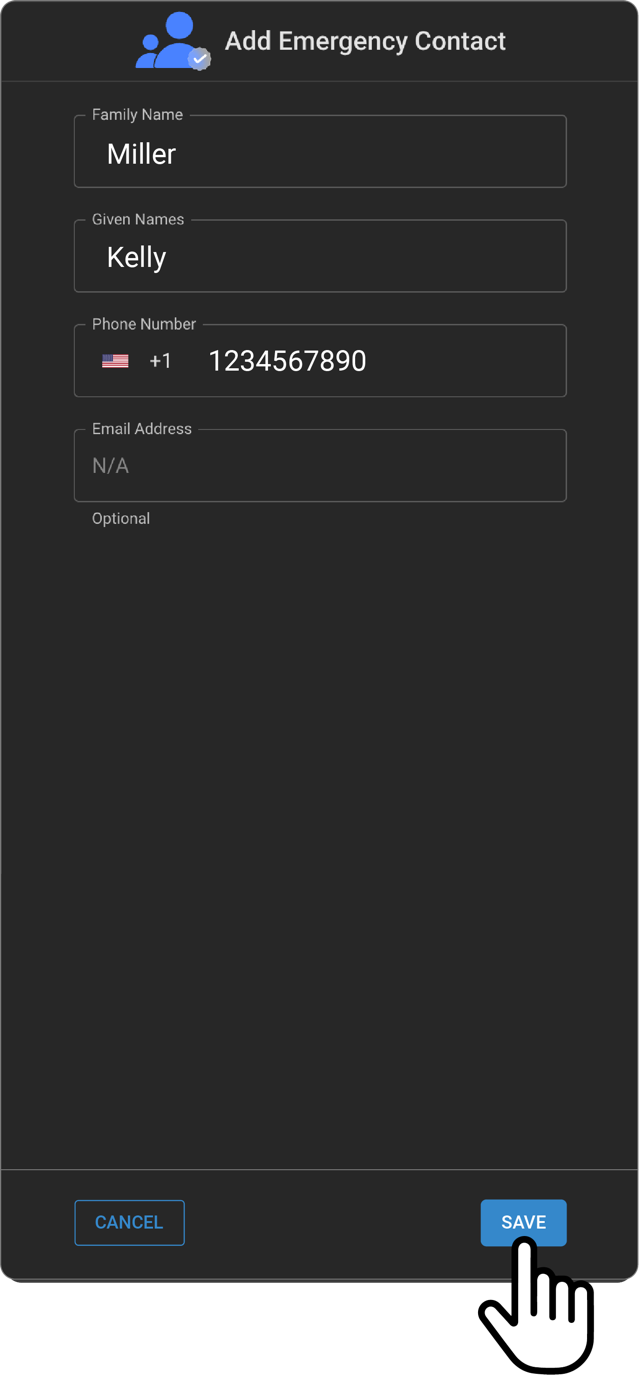 Add Emergency Contact
Family Name
Miller
Given Names
Kelly
Phone Number
+1 1234567890
Email Address
N/A
Optional
CANCEL SAVE